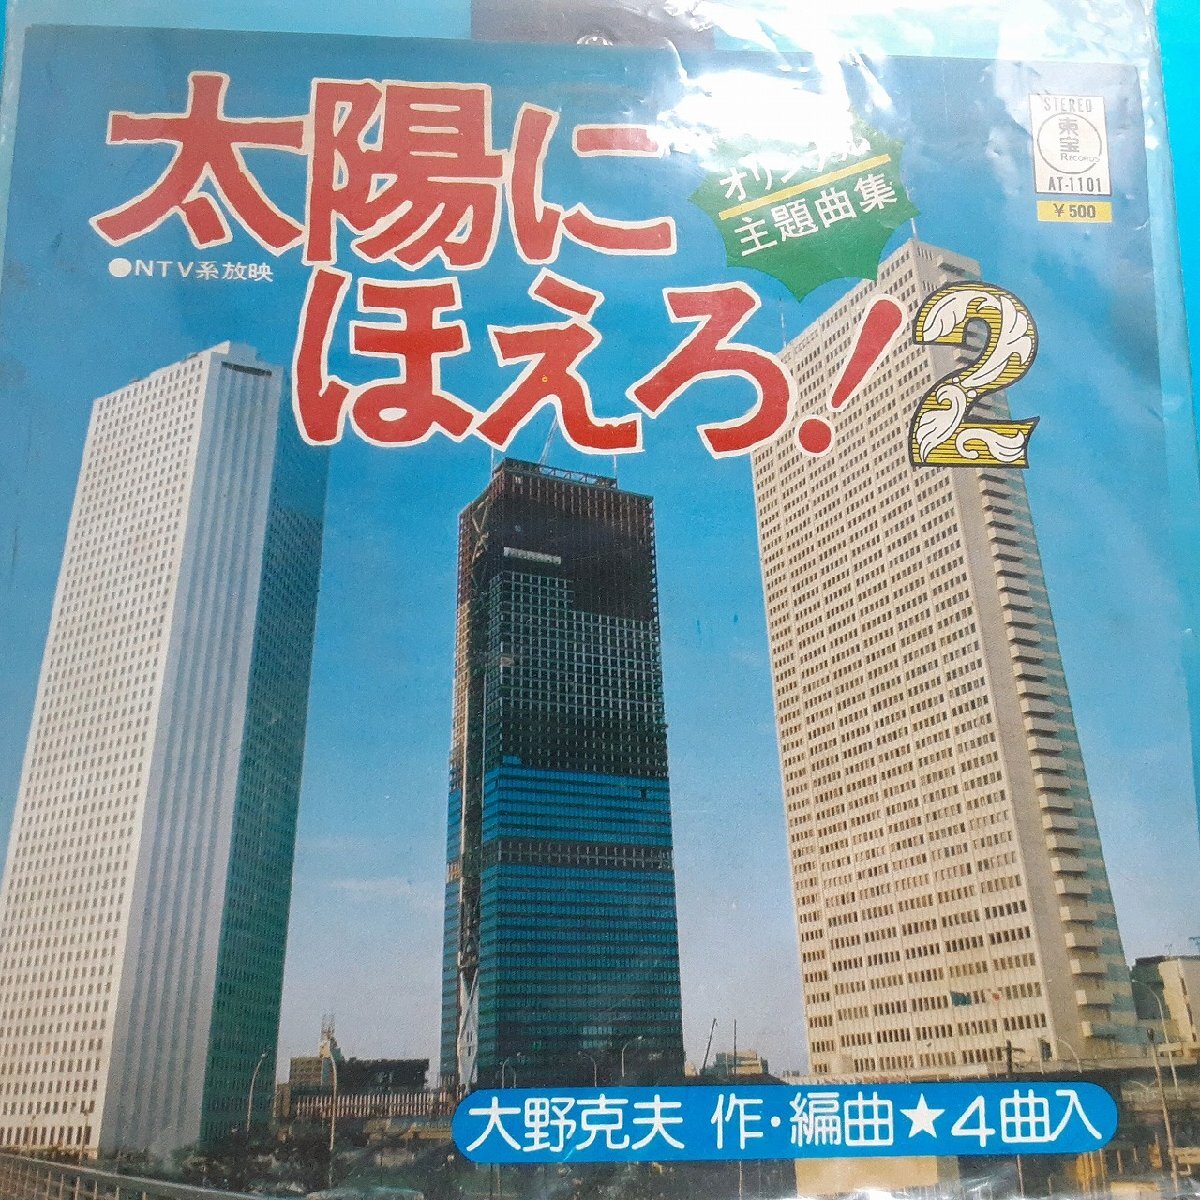 太陽に
ほえろ!2
●NTV系放映
オリジナル
主題曲集
STEREO
東宝
RECORDS
AT-1101
￥500
大野克夫 作・編曲★4曲入